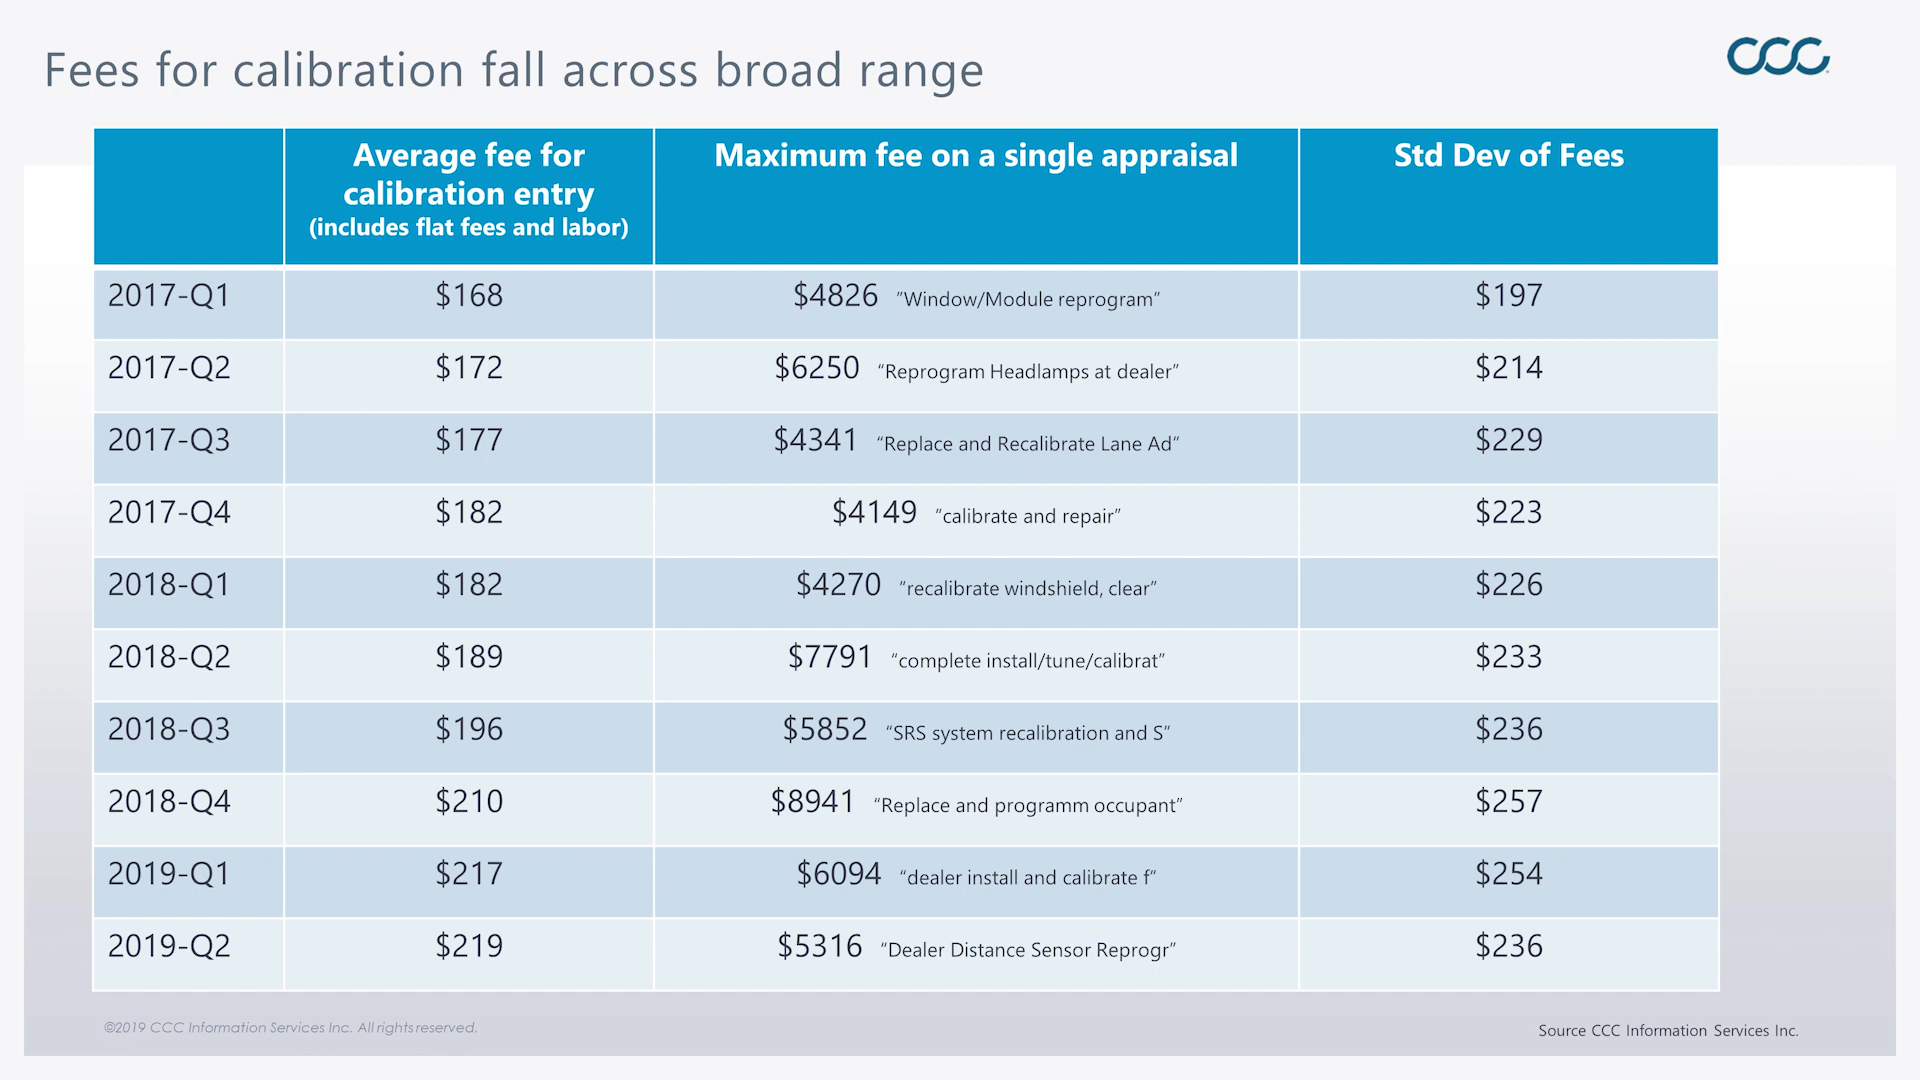 Fees for calibration fall across broad range
CCC
Average fee for
calibration entry
(includes flat fees and labor)
Maximum fee on a single appraisal
Std Dev of Fees
2017-Q1 $168 $4826 "Window/Module reprogram" $197
2017-Q2 $172 $6250 “Reprogram Headlamps at dealer” $214
2017-Q3 $177 $4341 “Replace and Recalibrate Lane Ad” $229
2017-Q4 $182 $4149 “calibrate and repair” $223
2018-Q1 $182 $4270 “recalibrate windshield, clear” $226
2018-Q2 $189 $7791 “complete install/tune/calibrat” $233
2018-Q3 $196 $5852 “SRS system recalibration and S“ $236
2018-Q4 $210 $8941 “Replace and programm occupant” $257
2019-Q1 $217 $6094 “dealer install and calibrate f” $254
2019-Q2 $219 $5316 “Dealer Distance Sensor Reprogr” $236
©2019 CCC Information Services Inc. All rights reserved.
Source CCC Information Services Inc.